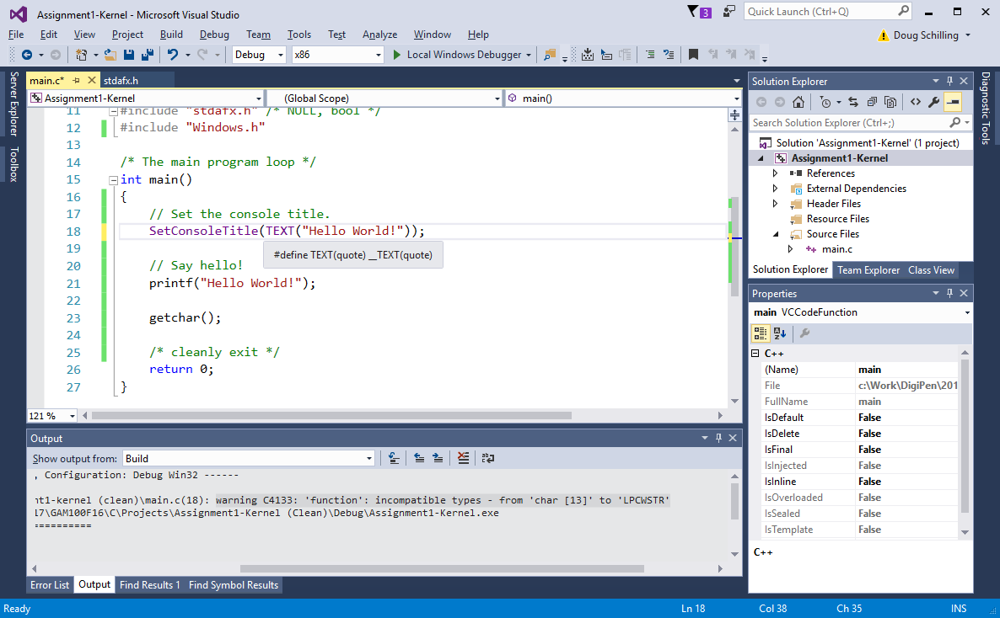 Assignment1-Kernel - Microsoft Visual Studio
3
Quick Launch (Ctrl+Q)
File Edit View Project Build Debug Team Tools Test Analyze Window Help
Doug Schilling
Debug x86 Local Windows Debugger
Server Explorer
Toolbox
main.c* stdafx.h
Assignment1-Kernel (Global Scope) main()
11 #include "stdafx.h" /* NULL, bool */
12 #include "Windows.h"
13
14 /* The main program loop */
15 int main()
16 {
17 // Set the console title.
18 SetConsoleTitle(TEXT("Hello World!"));
19
#define TEXT(quote) __TEXT(quote)
20 // Say hello!
21 printf("Hello World!");
22
23 getchar();
24
25 /* cleanly exit */
26 return 0;
27 }
121 %
Output
Show output from: Build
, Configuration: Debug Win32 ------
nt1-kernel (clean)\main.c(18): warning C4133: 'function': incompatible types - from 'char [13]' to 'LPCWSTR'
17\GAM100F16\C\Projects\Assignment1-Kernel (Clean)\Debug\Assignment1-Kernel.exe
==========
Error List Output Find Results 1 Find Symbol Results
Solution Explorer
Search Solution Explorer (Ctrl+;)
Solution 'Assignment1-Kernel' (1 project)
Assignment1-Kernel
References
External Dependencies
Header Files
Resource Files
Source Files
main.c
Solution Explorer Team Explorer Class View
Properties
main VCCodeFunction
C++
(Name) main
File c:\Work\DigiPen\201
FullName main
IsDefault False
IsDelete False
IsFinal False
IsInjected False
IsInline False
IsOverloaded False
IsSealed False
IsTemplate False
C++
Diagnostic Tools
Ready Ln 18 Col 38 Ch 35 INS